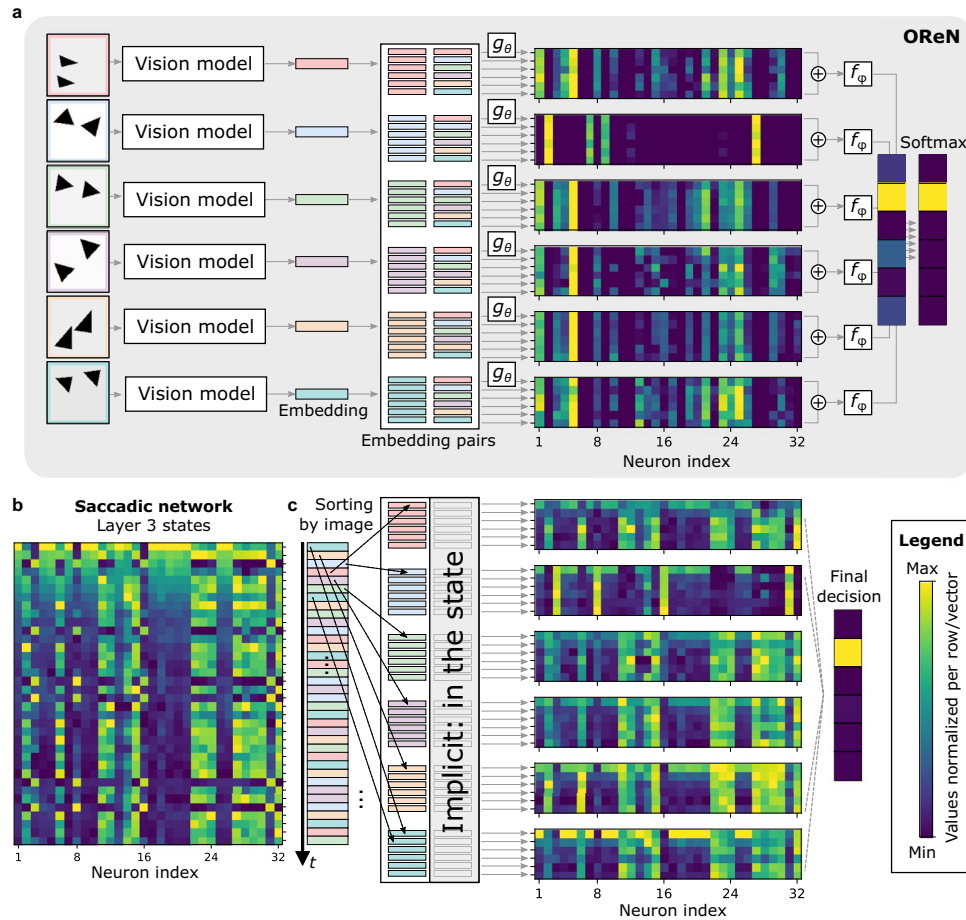 a
OReN
Vision model
Vision model
Vision model
Vision model
Vision model
Vision model
Embedding
Embedding pairs
gθ
gθ
gθ
gθ
gθ
gθ
fφ
fφ
fφ
fφ
fφ
fφ
Softmax
1 8 16 24 32
Neuron index
b
Saccadic network
Layer 3 states
1 8 16 24 32
Neuron index
c
Sorting
by image
...
...
t
Implicit: in the state
1 8 16 24 32
Neuron index
Final
decision
Legend
Max
Min
Values normalized per row/vector